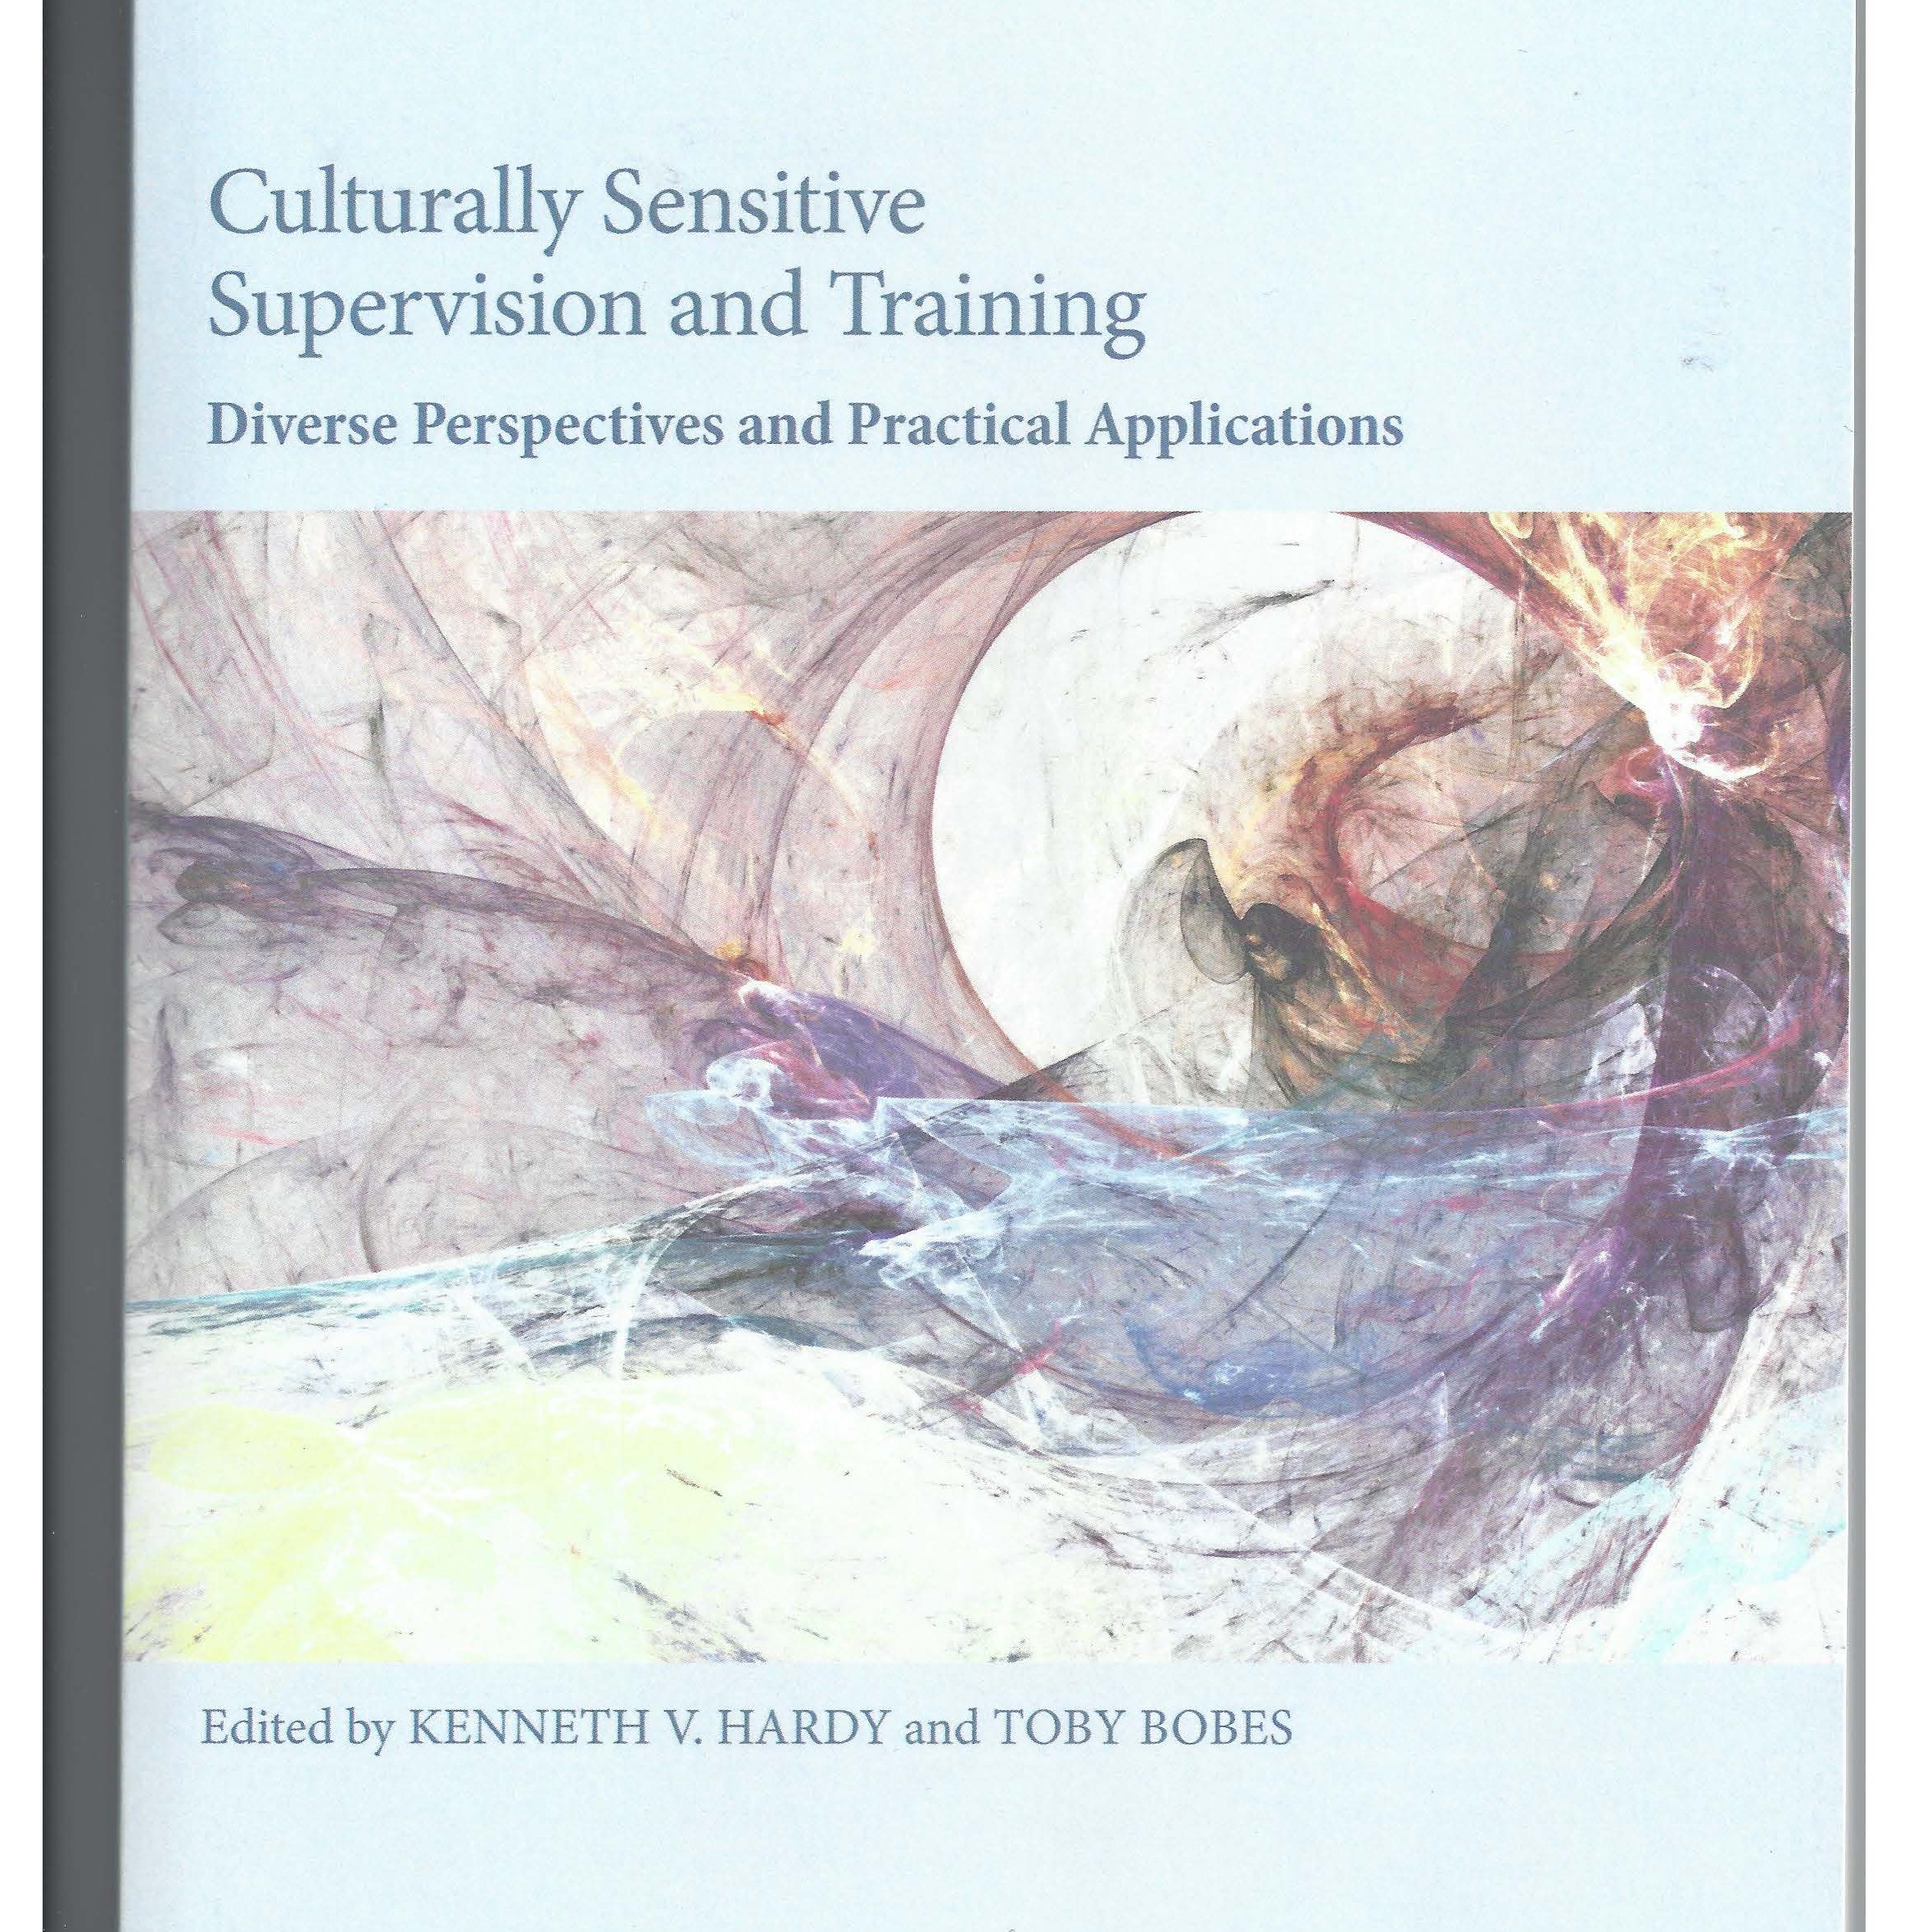 Culturally Sensitive
Supervision and Training
Diverse Perspectives and Practical Applications
Edited by KENNETH V. HARDY and TOBY BOBES